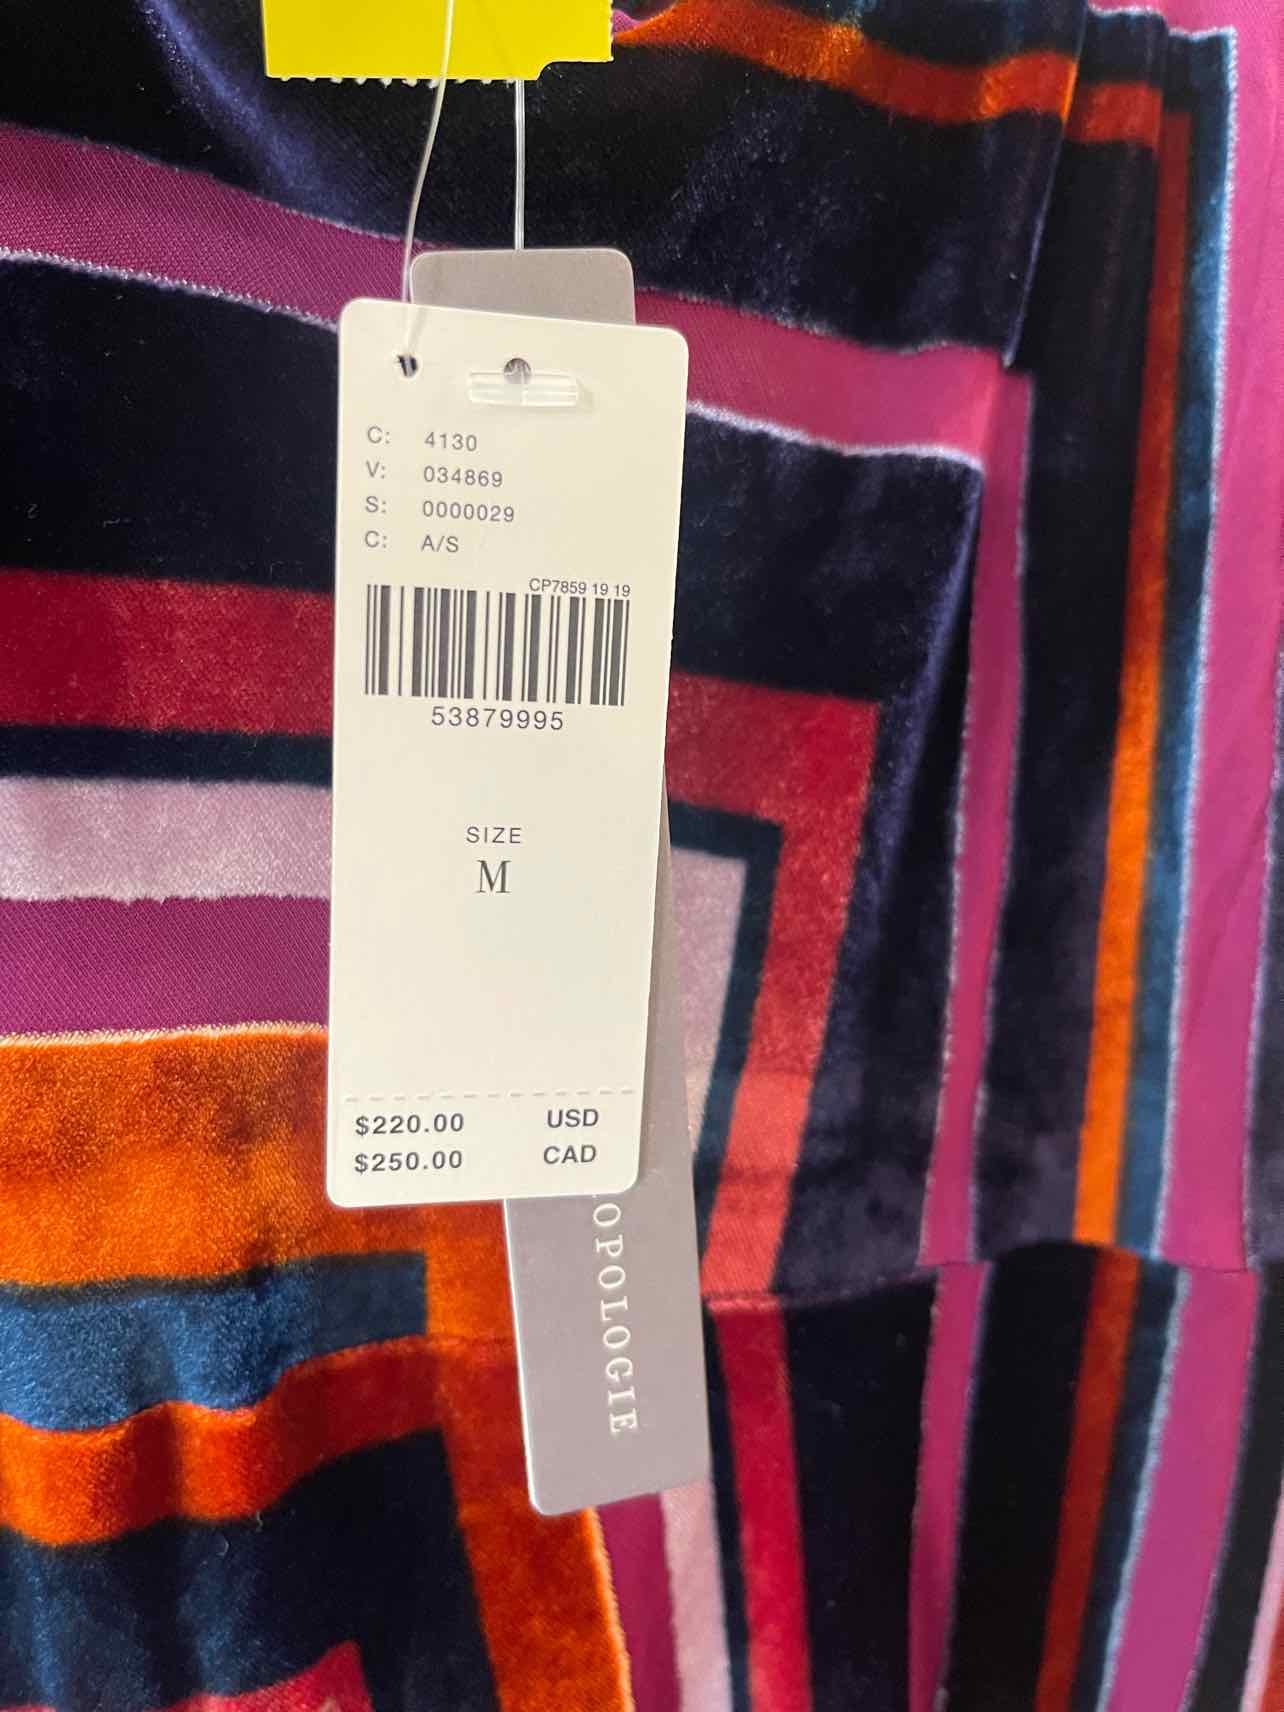 C: 4130
V: 034869
S: 0000029
C: A/S
CP7859 19 19
53879995
SIZE
M
$220.00 USD
$250.00 CAD
OPOLOGIE